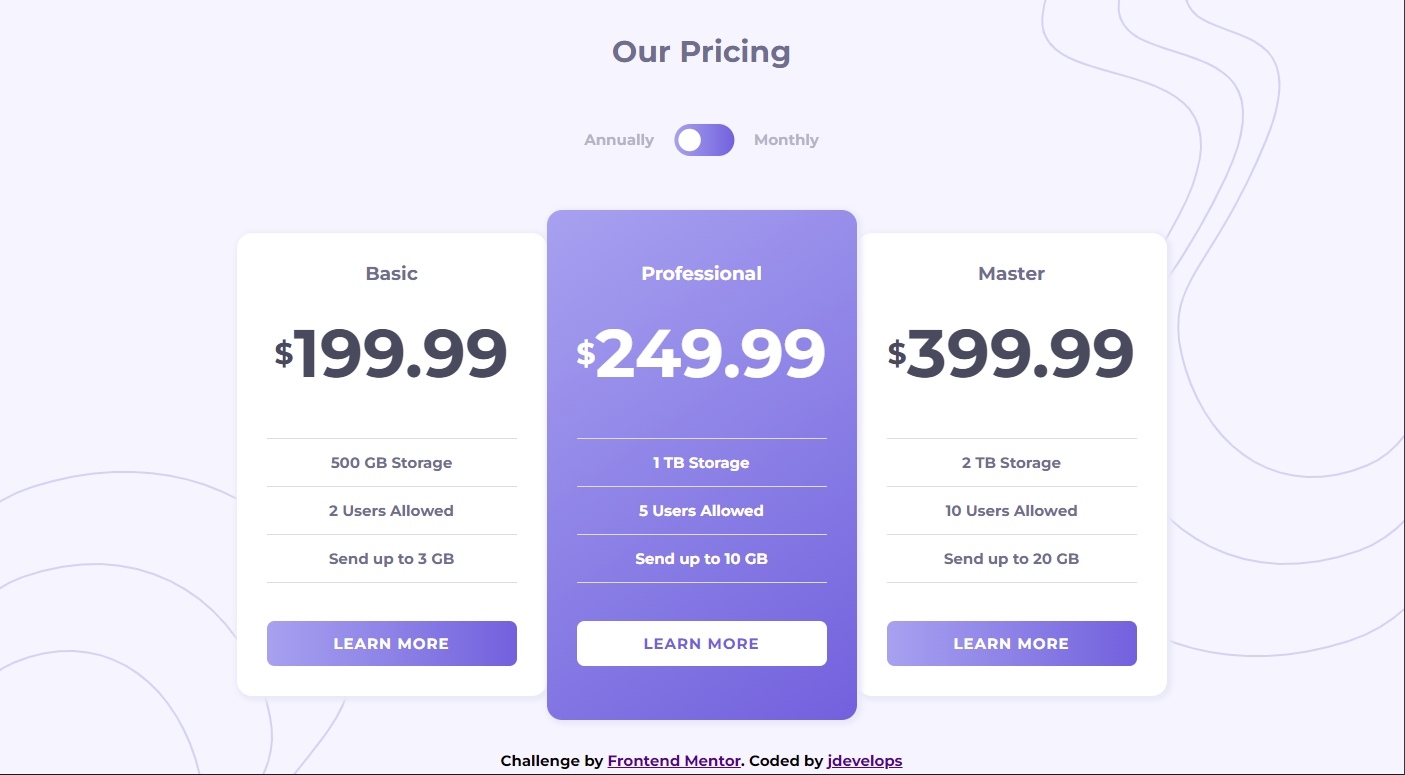 Our Pricing
Annually Monthly
Basic
$199.99
500 GB Storage
2 Users Allowed
Send up to 3 GB
LEARN MORE
Professional
$249.99
1 TB Storage
5 Users Allowed
Send up to 10 GB
LEARN MORE
Master
$399.99
2 TB Storage
10 Users Allowed
Send up to 20 GB
LEARN MORE
Challenge by Frontend Mentor. Coded by jdevelops